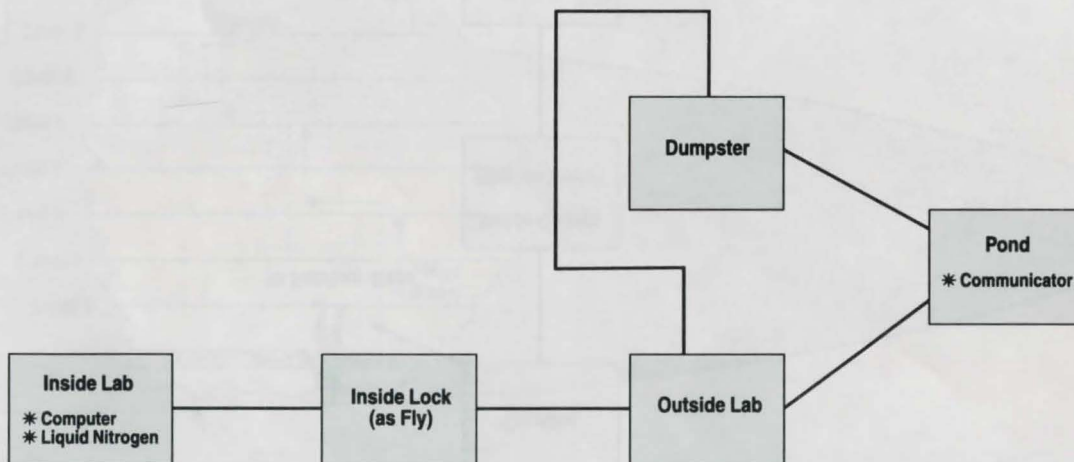 Dumpster
Pond
✳ Communicator
Inside Lab
✳ Computer
✳ Liquid Nitrogen
Inside Lock
(as Fly)
Outside Lab